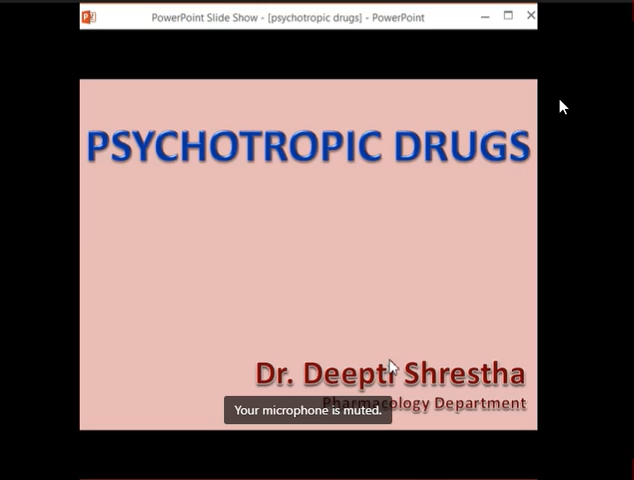 PowerPoint Slide Show - [psychotropic drugs] - PowerPoint
PSYCHOTROPIC DRUGS
Dr. Deepti Shrestha
Pharmacology Department
Your microphone is muted.